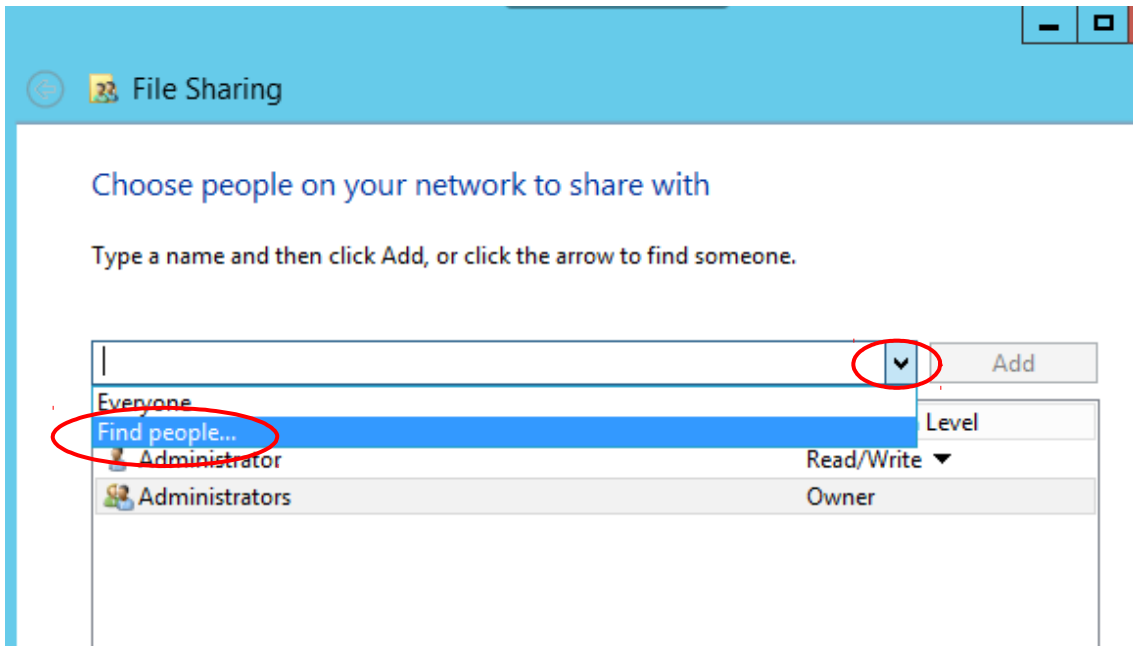 File Sharing
Choose people on your network to share with
Type a name and then click Add, or click the arrow to find someone.
Add
Everyone
Find people...
Level
Administrator Read/Write
Administrators Owner